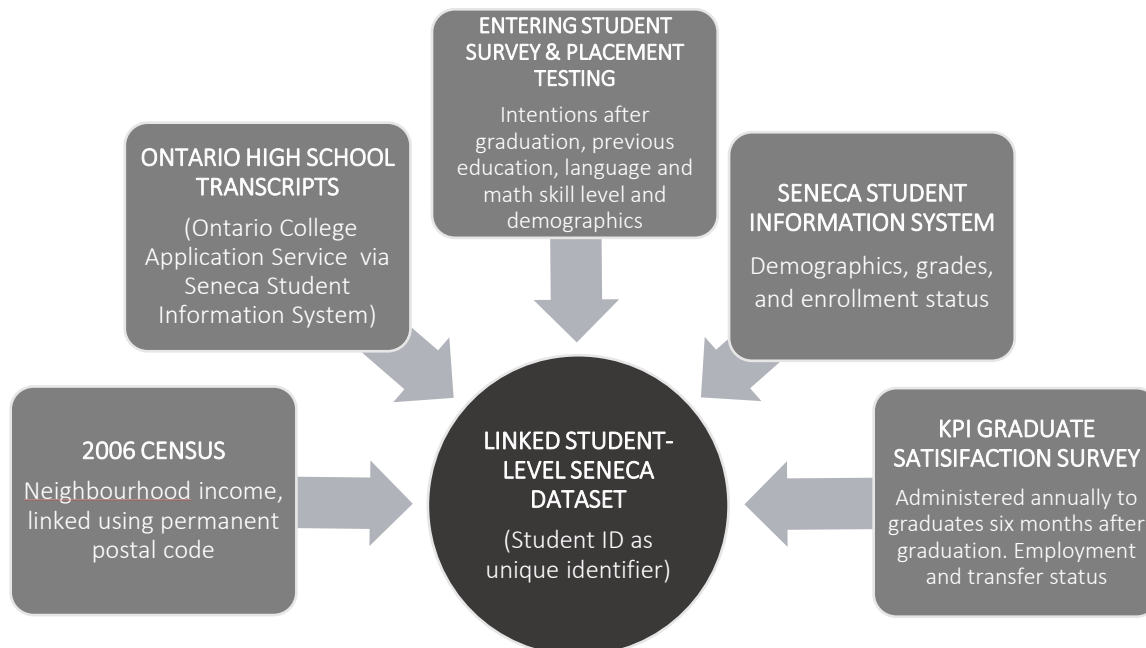 ENTERING STUDENT
SURVEY & PLACEMENT
TESTING
Intentions after
graduation, previous
education, language and
math skill level and
demographics
ONTARIO HIGH SCHOOL
TRANSCRIPTS
(Ontario College
Application Service via
Seneca Student
Information System)
SENECA STUDENT
INFORMATION SYSTEM
Demographics, grades,
and enrollment status
2006 CENSUS
Neighbourhood income,
linked using permanent
postal code
LINKED STUDENT-
LEVEL SENECA
DATASET
(Student ID as
unique identifier)
KPI GRADUATE
SATISIFACTION SURVEY
Administered annually to
graduates six months after
graduation. Employment
and transfer status